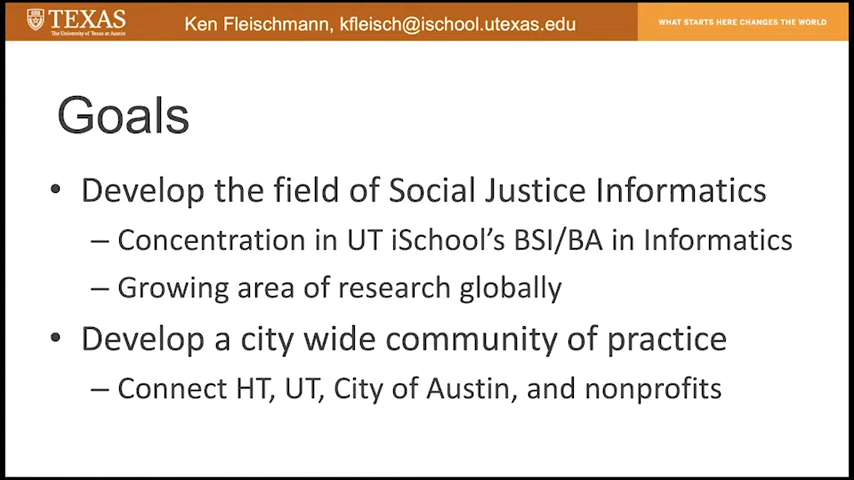 TEXAS
The University of Texas at Austin
Ken Fleischmann, kfleisch@ischool.utexas.edu
WHAT STARTS HERE CHANGES THE WORLD
Goals
• Develop the field of Social Justice Informatics
– Concentration in UT iSchool’s BSI/BA in Informatics
– Growing area of research globally
• Develop a city wide community of practice
– Connect HT, UT, City of Austin, and nonprofits